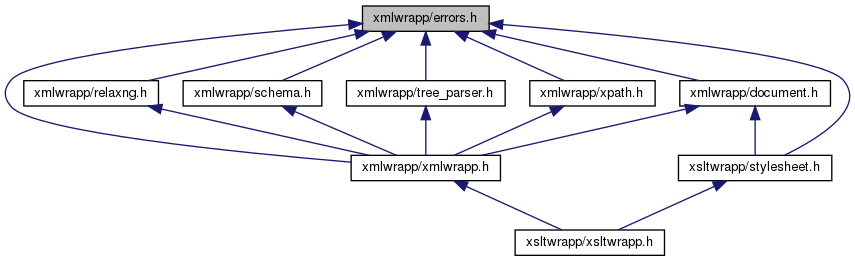 xmlwrapp/errors.h
xmlwrapp/relaxng.h
xmlwrapp/schema.h
xmlwrapp/tree_parser.h
xmlwrapp/xpath.h
xmlwrapp/document.h
xmlwrapp/xmlwrapp.h
xsltwrapp/stylesheet.h
xsltwrapp/xsltwrapp.h